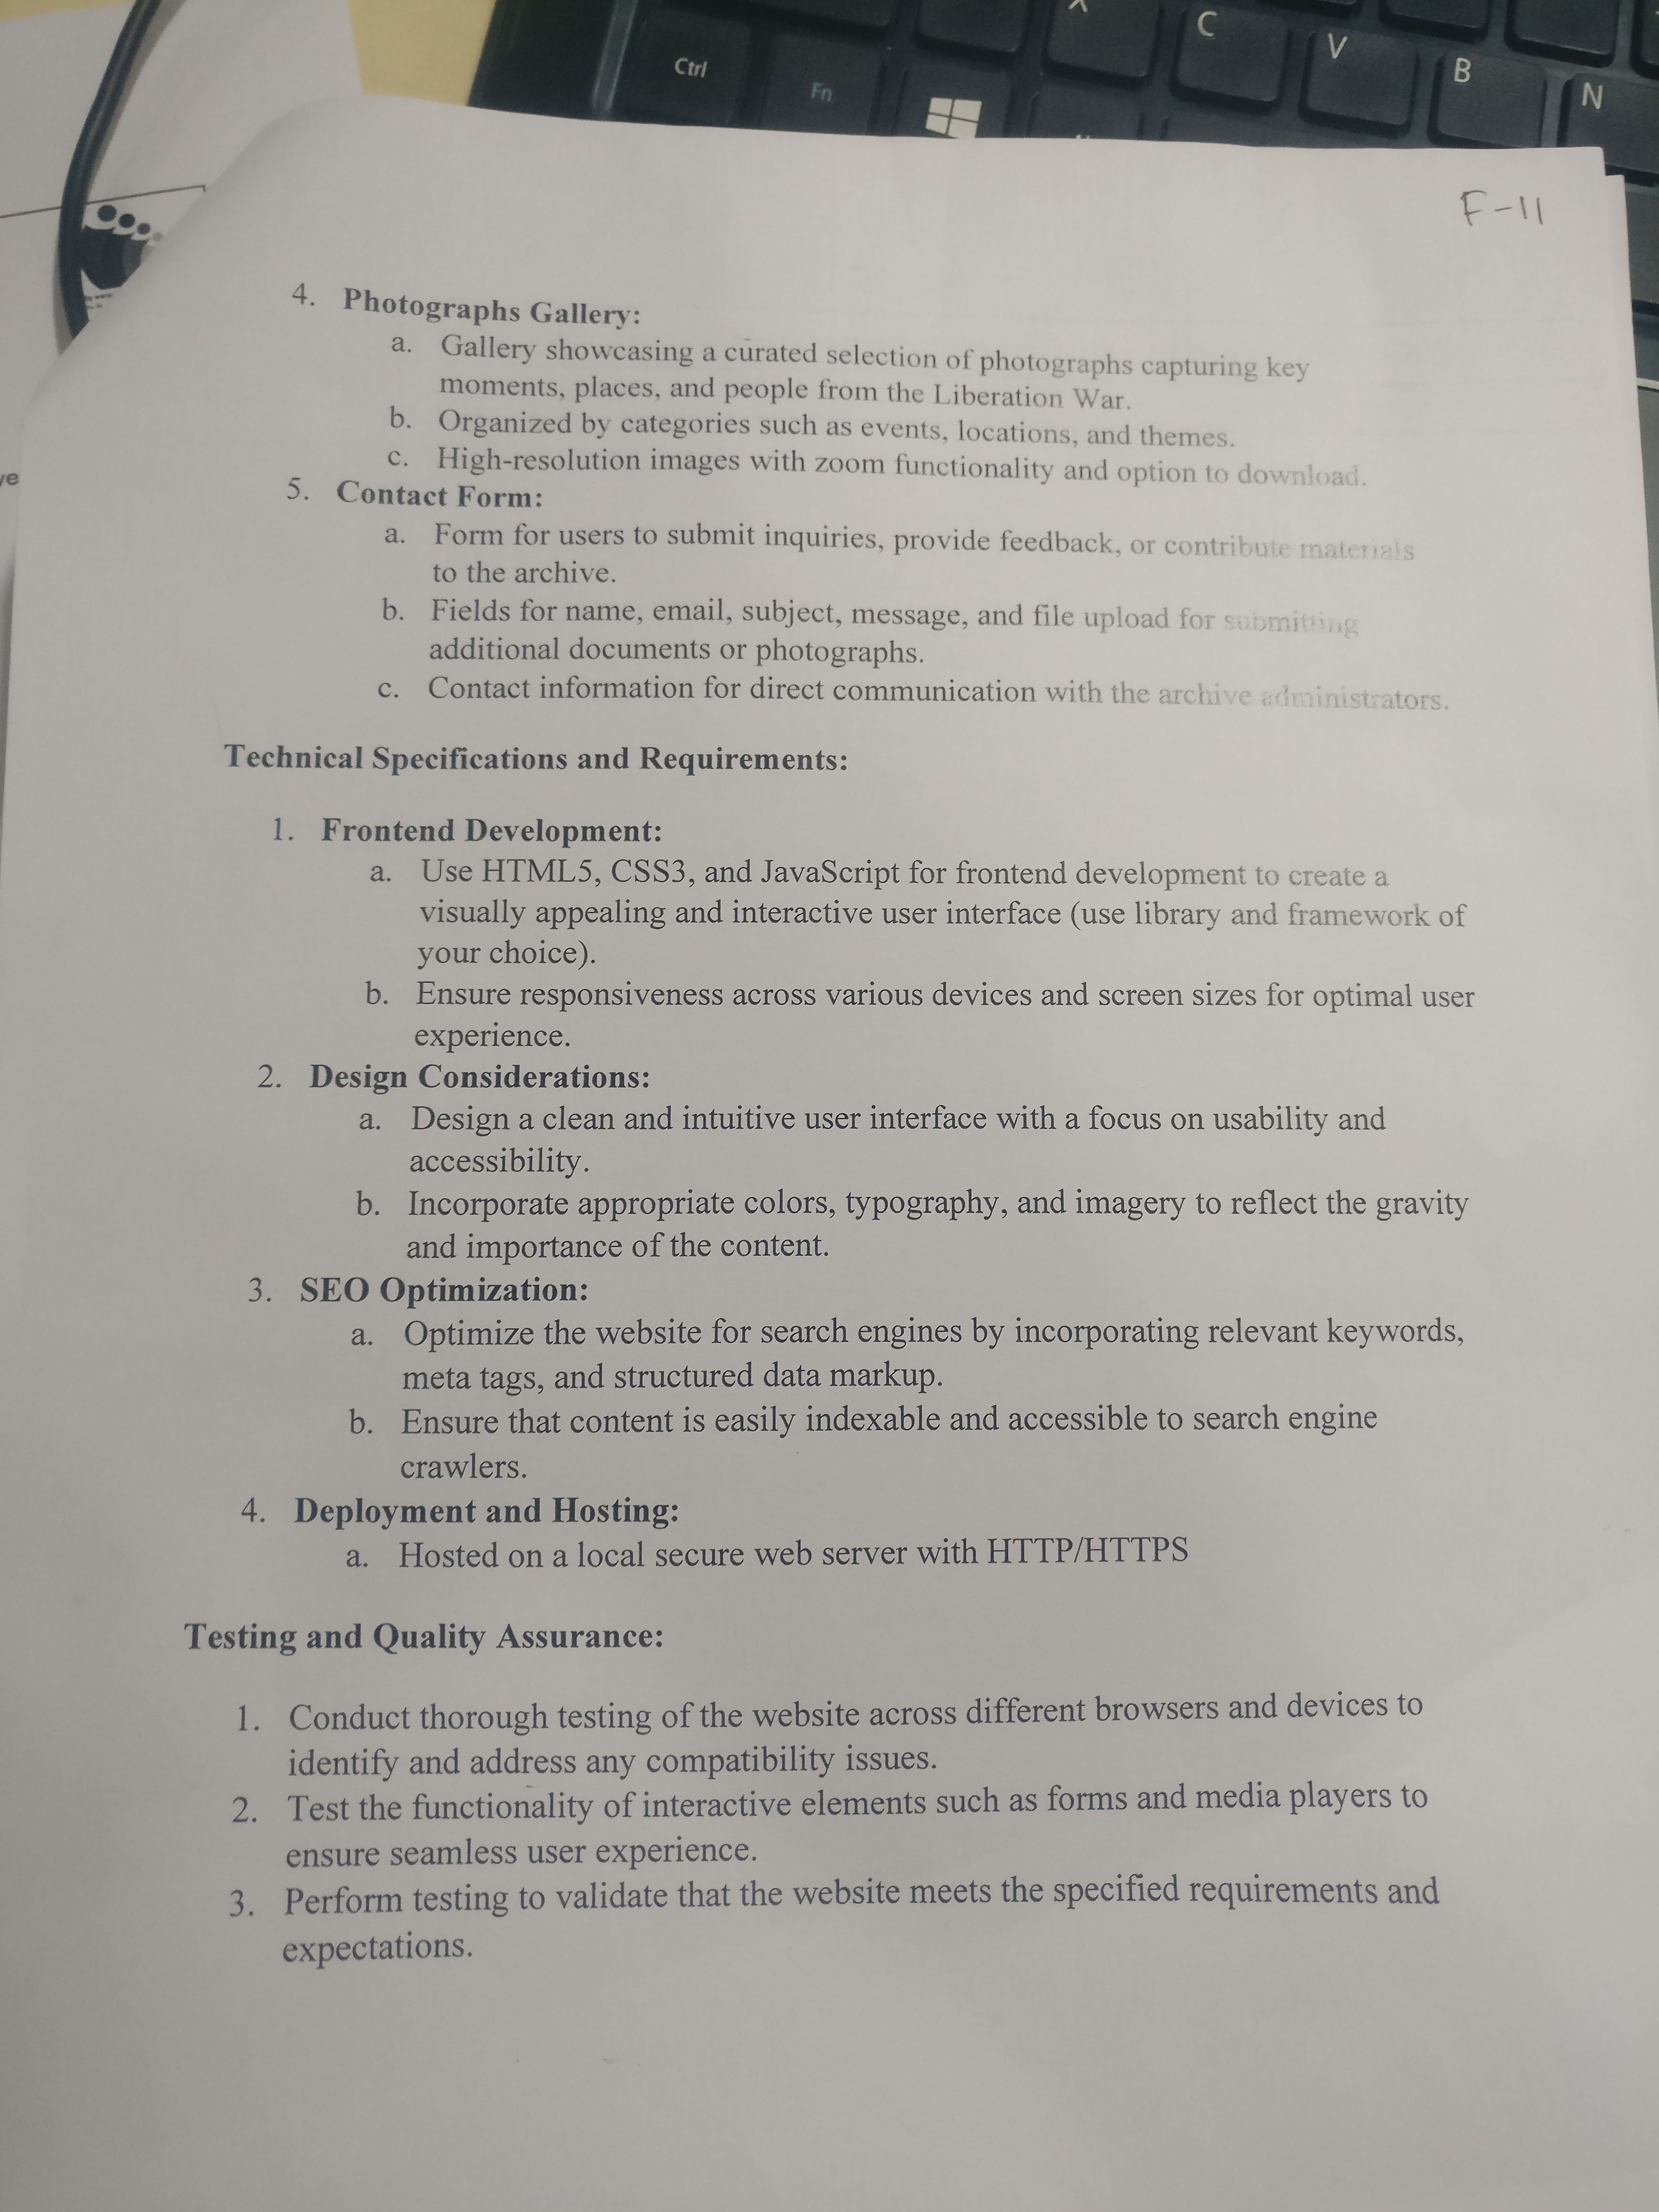 Ctrl
Fn
X
C
V
B
N
F-11
ve
4. Photographs Gallery:
a. Gallery showcasing a curated selection of photographs capturing key
moments, places, and people from the Liberation War.
b. Organized by categories such as events, locations, and themes.
c. High-resolution images with zoom functionality and option to download.
5. Contact Form:
a. Form for users to submit inquiries, provide feedback, or contribute materials
to the archive.
b. Fields for name, email, subject, message, and file upload for submitting
additional documents or photographs.
c. Contact information for direct communication with the archive administrators.
Technical Specifications and Requirements:
1. Frontend Development:
a. Use HTML5, CSS3, and JavaScript for frontend development to create a
visually appealing and interactive user interface (use library and framework of
your choice).
b. Ensure responsiveness across various devices and screen sizes for optimal user
experience.
2. Design Considerations:
a. Design a clean and intuitive user interface with a focus on usability and
accessibility.
b. Incorporate appropriate colors, typography, and imagery to reflect the gravity
and importance of the content.
3. SEO Optimization:
a. Optimize the website for search engines by incorporating relevant keywords,
meta tags, and structured data markup.
b. Ensure that content is easily indexable and accessible to search engine
crawlers.
4. Deployment and Hosting:
a. Hosted on a local secure web server with HTTP/HTTPS
Testing and Quality Assurance:
1. Conduct thorough testing of the website across different browsers and devices to
identify and address any compatibility issues.
2. Test the functionality of interactive elements such as forms and media players to
ensure seamless user experience.
3. Perform testing to validate that the website meets the specified requirements and
expectations.